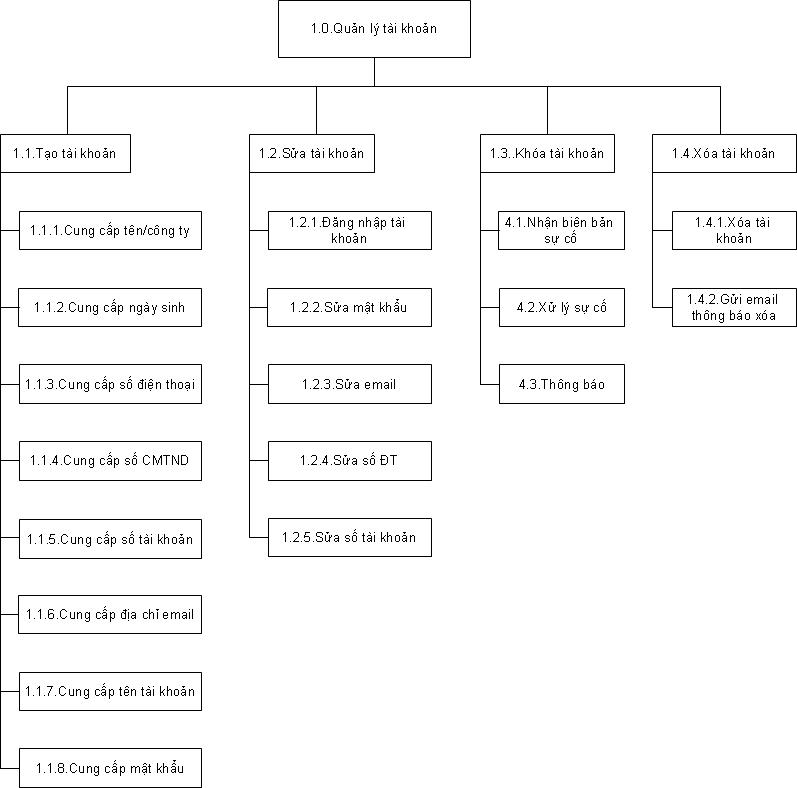 1.0.Quản lý tài khoản
1.1.Tạo tài khoản
1.1.1.Cung cấp tên/công ty
1.1.2.Cung cấp ngày sinh
1.1.3.Cung cấp số điện thoại
1.1.4.Cung cấp số CMTND
1.1.5.Cung cấp số tài khoản
1.1.6.Cung cấp địa chỉ email
1.1.7.Cung cấp tên tài khoản
1.1.8.Cung cấp mật khẩu
1.2.Sửa tài khoản
1.2.1.Đăng nhập tài
khoản
1.2.2.Sửa mật khẩu
1.2.3.Sửa email
1.2.4.Sửa số ĐT
1.2.5.Sửa số tài khoản
1.3..Khóa tài khoản
4.1.Nhận biên bản
sự cố
4.2.Xử lý sự cố
4.3.Thông báo
1.4.Xóa tài khoản
1.4.1.Xóa tài
khoản
1.4.2.Gửi email
thông báo xóa